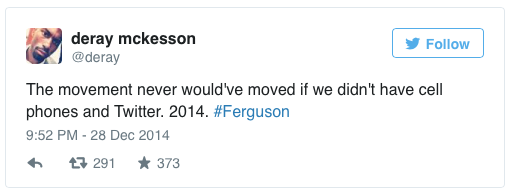 deray mckesson
@deray
Follow
The movement never would've moved if we didn't have cell
phones and Twitter. 2014. #Ferguson
9:52 PM - 28 Dec 2014
291 373